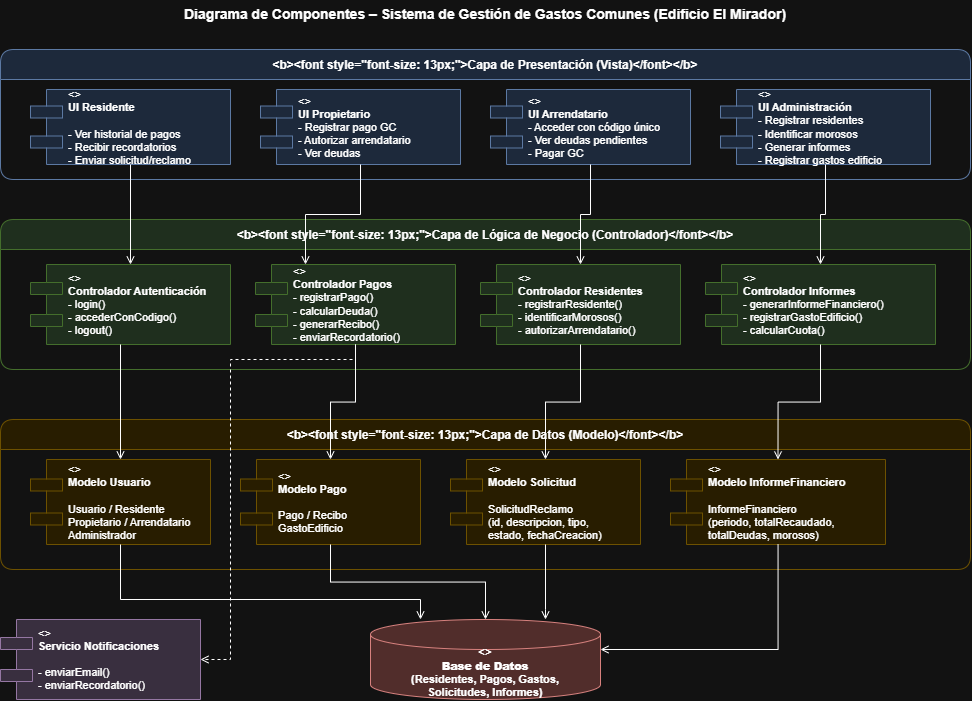 Diagrama de Componentes – Sistema de Gestión de Gastos Comunes (Edificio El Mirador)
<b><font style="font-size: 13px;">Capa de Presentación (Vista)</font></b>
<>
UI Residente
- Ver historial de pagos
- Recibir recordatorios
- Enviar solicitud/reclamo
<>
UI Propietario
- Registrar pago GC
- Autorizar arrendatario
- Ver deudas
<>
UI Arrendatario
- Acceder con código único
- Ver deudas pendientes
- Pagar GC
<>
UI Administración
- Registrar residentes
- Identificar morosos
- Generar informes
- Registrar gastos edificio
<b><font style="font-size: 13px;">Capa de Lógica de Negocio (Controlador)</font></b>
<>
Controlador Autenticación
- login()
- accederConCodigo()
- logout()
<>
Controlador Pagos
- registrarPago()
- calcularDeuda()
- generarRecibo()
- enviarRecordatorio()
<>
Controlador Residentes
- registrarResidente()
- identificarMorosos()
- autorizarArrendatario()
<>
Controlador Informes
- generarInformeFinanciero()
- registrarGastoEdificio()
- calcularCuota()
<b><font style="font-size: 13px;">Capa de Datos (Modelo)</font></b>
<>
Modelo Usuario
Usuario / Residente
Propietario / Arrendatario
Administrador
<>
Modelo Pago
Pago / Recibo
GastoEdificio
<>
Modelo Solicitud
SolicitudReclamo
(id, descripcion, tipo,
estado, fechaCreacion)
<>
Modelo InformeFinanciero
InformeFinanciero
(periodo, totalRecaudado,
totalDeudas, morosos)
<>
Servicio Notificaciones
- enviarEmail()
- enviarRecordatorio()
<>
Base de Datos
(Residentes, Pagos, Gastos,
Solicitudes, Informes)